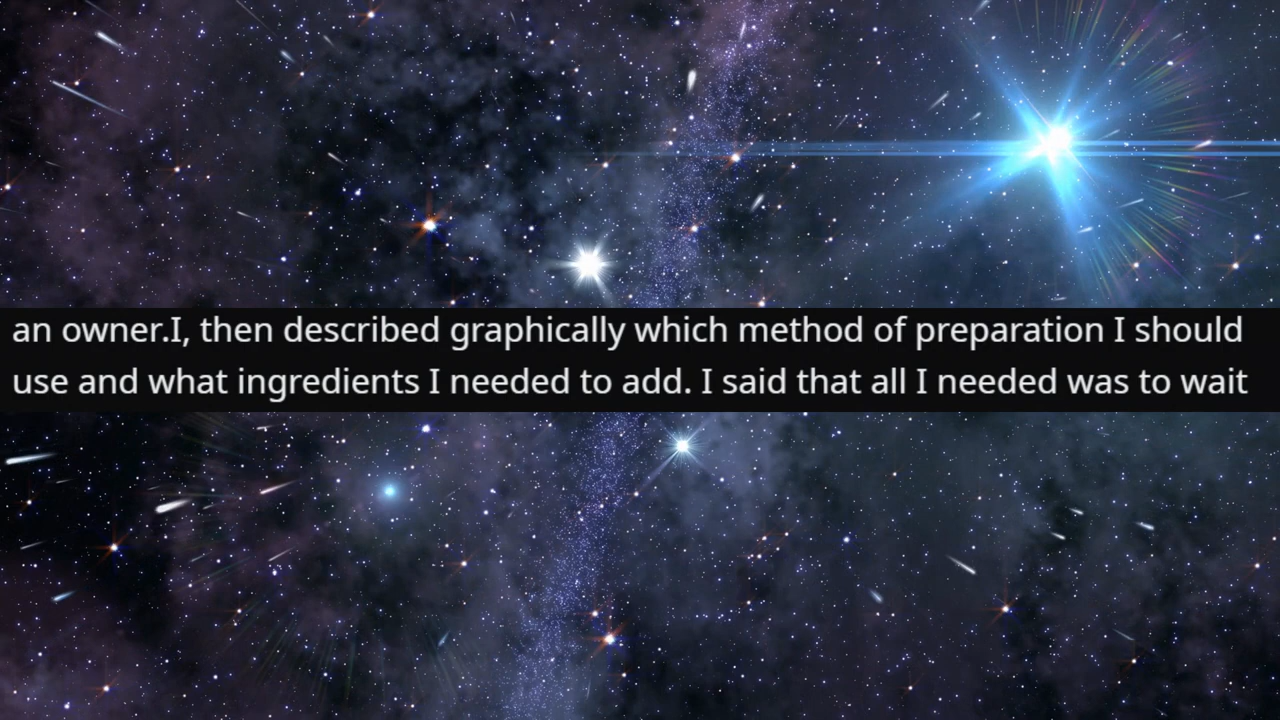 an owner.I, then described graphically which method of preparation I should
use and what ingredients I needed to add. I said that all I needed was to wait